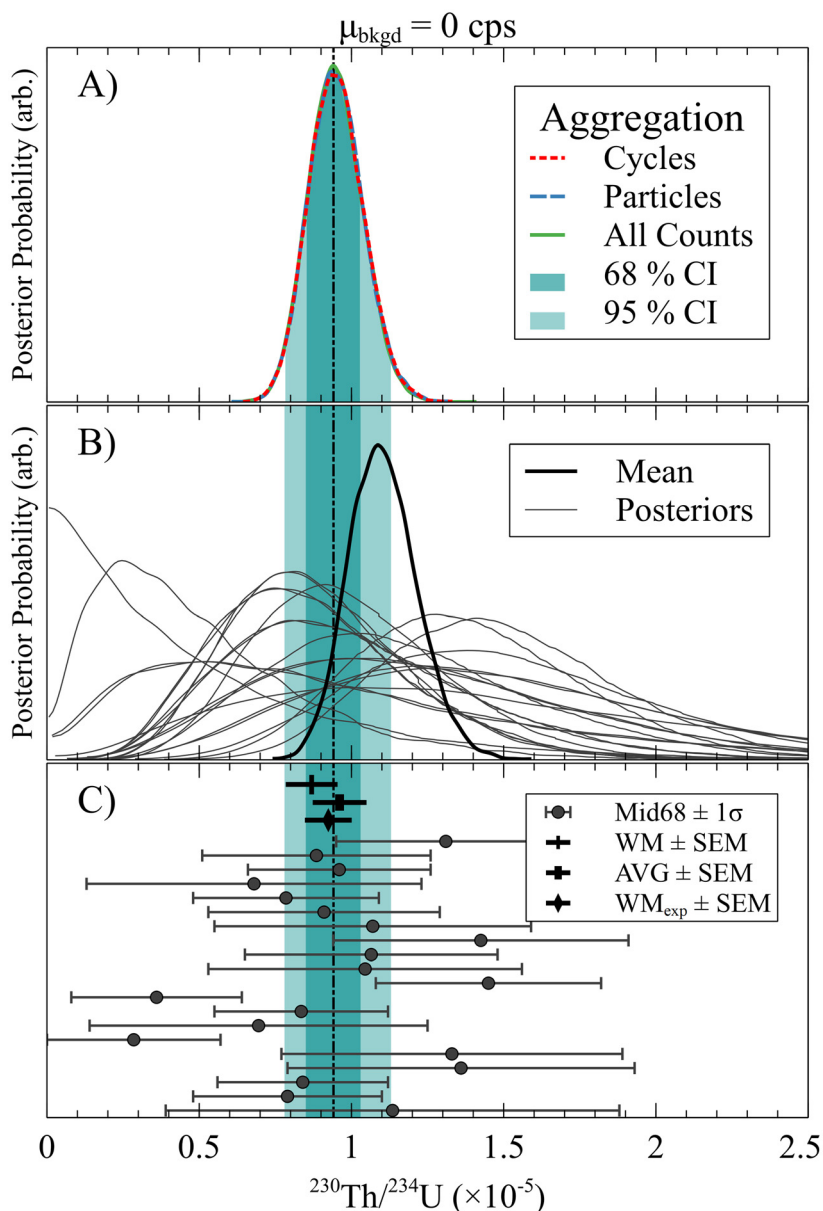 μbkgd = 0 cps
A)
Posterior Probability (arb.)
Aggregation
Cycles
Particles
All Counts
68 % CI
95 % CI
B)
Posterior Probability (arb.)
Mean
Posteriors
C)
Mid68 ± 1σ
WM ± SEM
AVG ± SEM
WMexp ± SEM
0 0.5 1 1.5 2 2.5
²³⁰Th/²³⁴U (×10⁻⁵)